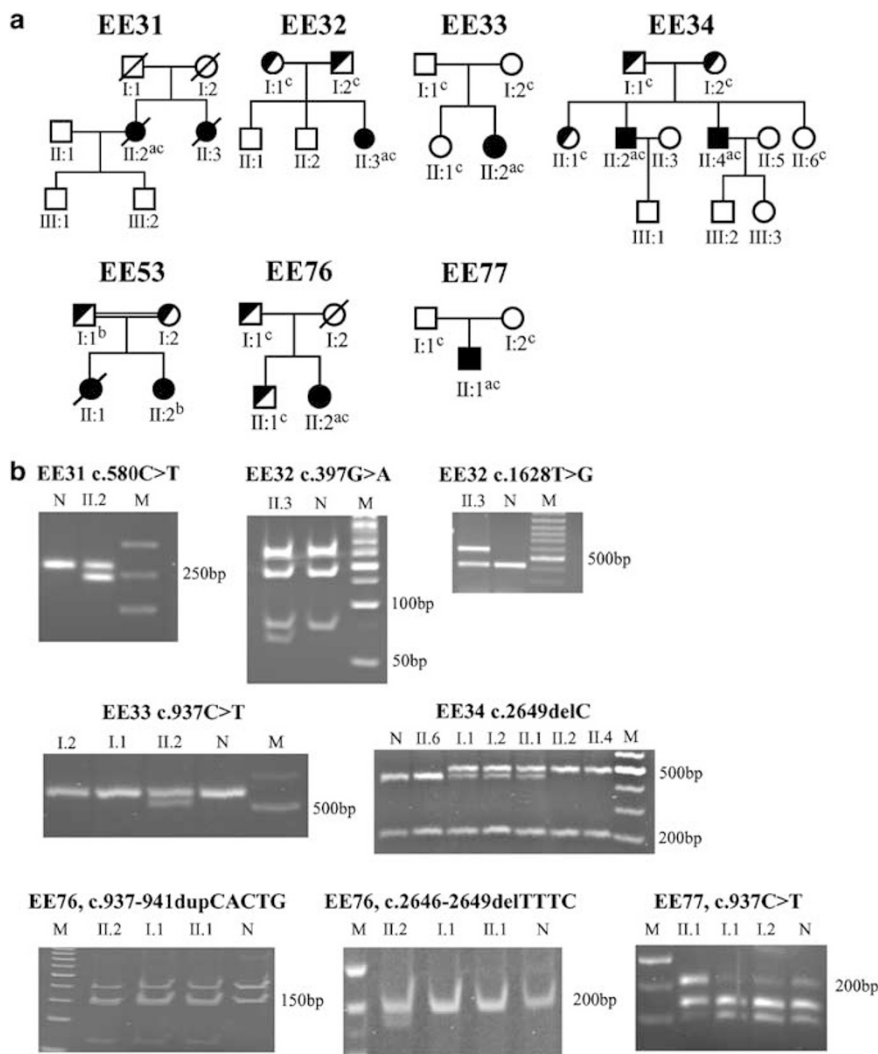 a
EE31 EE32 EE33 EE34
I:1 I:2 I:1ᶜ I:2ᶜ I:1ᶜ I:2ᶜ I:1ᶜ I:2ᶜ
II:1 II:2ᵃᶜ II:3 II:1 II:2 II:3ᵃᶜ II:1ᶜ II:2ᵃᶜ II:1ᶜ II:2ᵃᶜ II:3 II:4ᵃᶜ II:5 II:6ᶜ
III:1 III:2 III:1 III:2 III:3
EE53 EE76 EE77
I:1ᵇ I:2 I:1ᶜ I:2 I:1ᶜ I:2ᶜ
II:1 II:2ᵇ II:1ᶜ II:2ᵃᶜ II:1ᵃᶜ
b
EE31 c.580C>T EE32 c.397G>A EE32 c.1628T>G
N II.2 M II.3 N M II.3 N M
250bp 100bp 50bp 500bp
EE33 c.937C>T EE34 c.2649delC
I.2 I.1 II.2 N M N II.6 I.1 I.2 II.1 II.2 II.4 M
500bp 500bp
200bp
EE76, c.937-941dupCACTG EE76, c.2646-2649delTTTC EE77, c.937C>T
M II.2 I.1 II.1 N M II.2 I.1 II.1 N M II.1 I.1 I.2 N
150bp 200bp 200bp